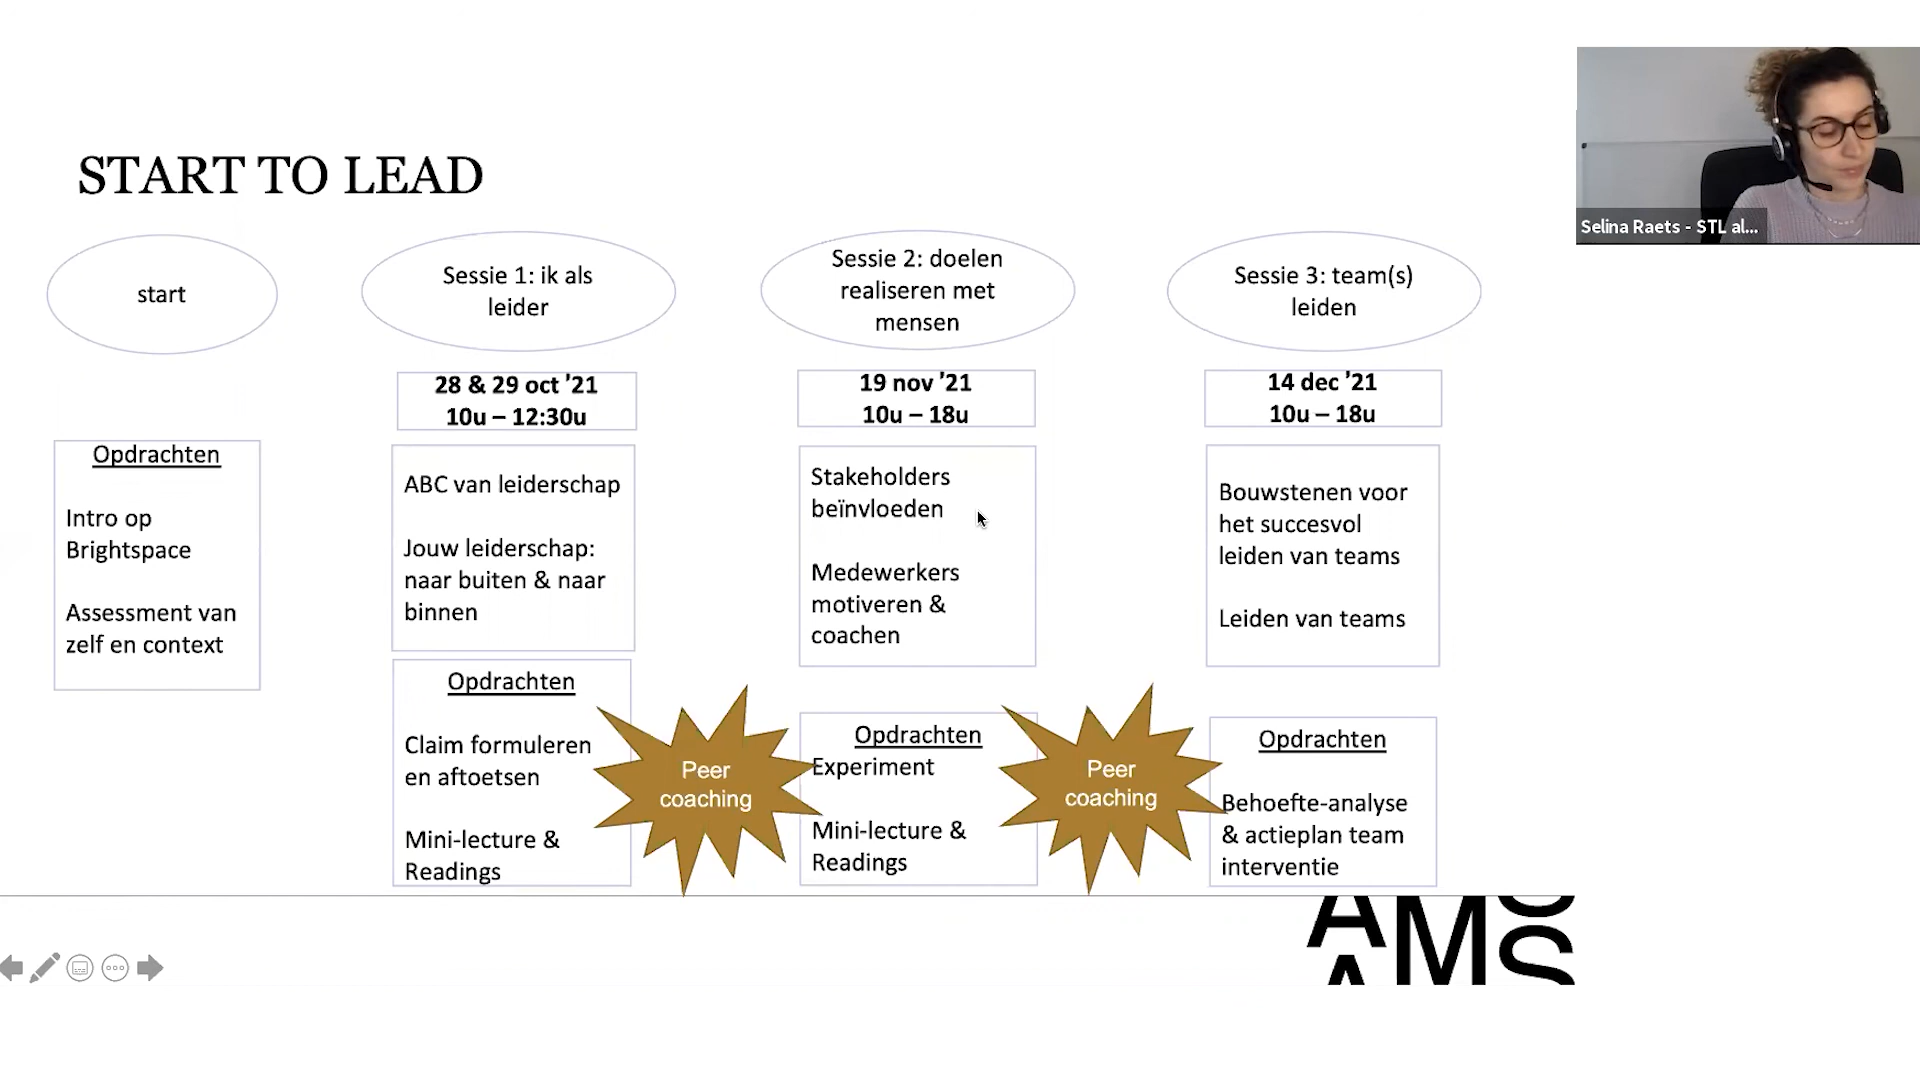 START TO LEAD
Selina Raets - STL al...
start
Sessie 1: ik als
leider
Sessie 2: doelen
realiseren met
mensen
Sessie 3: team(s)
leiden
28 & 29 oct '21
10u – 12:30u
19 nov '21
10u – 18u
14 dec '21
10u – 18u
Opdrachten
Intro op
Brightspace
Assessment van
zelf en context
ABC van leiderschap
Jouw leiderschap:
naar buiten & naar
binnen
Stakeholders
beïnvloeden
Medewerkers
motiveren &
coachen
Bouwstenen voor
het succesvol
leiden van teams
Leiden van teams
Opdrachten
Claim formuleren
en aftoetsen
Mini-lecture &
Readings
Peer
coaching
Opdrachten
Experiment
Mini-lecture &
Readings
Peer
coaching
Opdrachten
Behoefte-analyse
& actieplan team
interventie
AMS